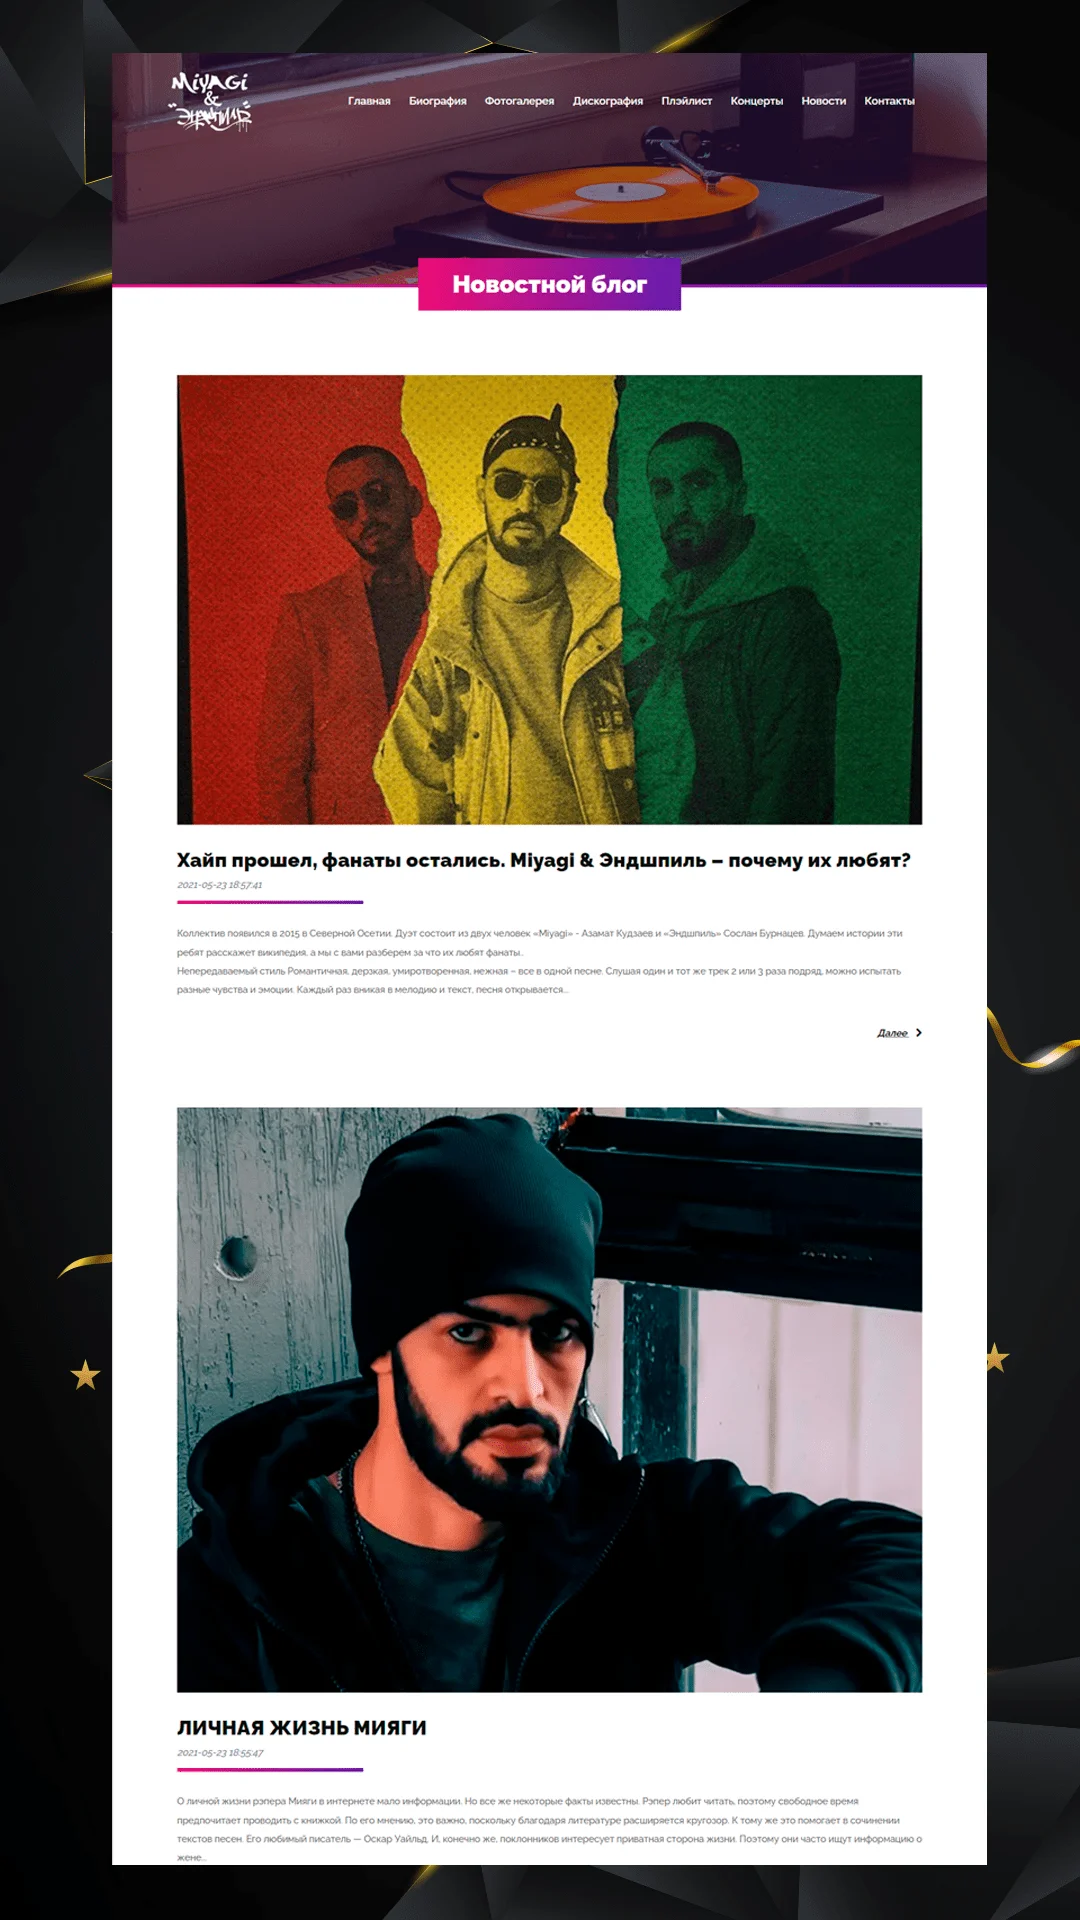 MiYAGi
&
"ЭНДШПИЛЬ"
Главная Биография Фотогалерея Дискография Плэйлист Концерты Новости Контакты
Новостной блог
Хайп прошел, фанаты остались. Miyagi & Эндшпиль – почему их любят?
2021-05-23 18:57:41
Коллектив появился в 2015 в Северной Осетии. Дуэт состоит из двух человек «Miyagi» - Азамат Кудзаев и «Эндшпиль» Сослан Бурнацев. Думаем истории эти
ребят расскажет википедия, а мы с вами разберем за что их любят фанаты..
Непередаваемый стиль Романтичная, дерзкая, умиротворенная, нежная – все в одной песне. Слушая один и тот же трек 2 или 3 раза подряд, можно испытать
разные чувства и эмоции. Каждый раз вникая в мелодию и текст, песня открывается...
Далее
ЛИЧНАЯ ЖИЗНЬ МИЯГИ
2021-05-23 18:55:47
О личной жизни рэпера Мияги в интернете мало информации. Но все же некоторые факты известны. Рэпер любит читать, поэтому свободное время
предпочитает проводить с книжкой. По его мнению, это важно, поскольку благодаря литературе расширяется кругозор. К тому же это помогает в сочинении
текстов песен. Его любимый писатель — Оскар Уайльд. И, конечно же, поклонников интересует приватная сторона жизни. Поэтому они часто ищут информацию о
жене...